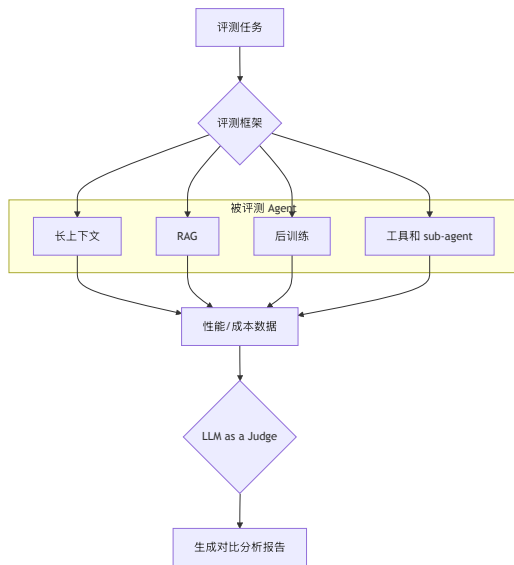 评测任务
评测框架
被评测 Agent
长上下文
RAG
后训练
工具和 sub-agent
性能/成本数据
LLM as a Judge
生成对比分析报告